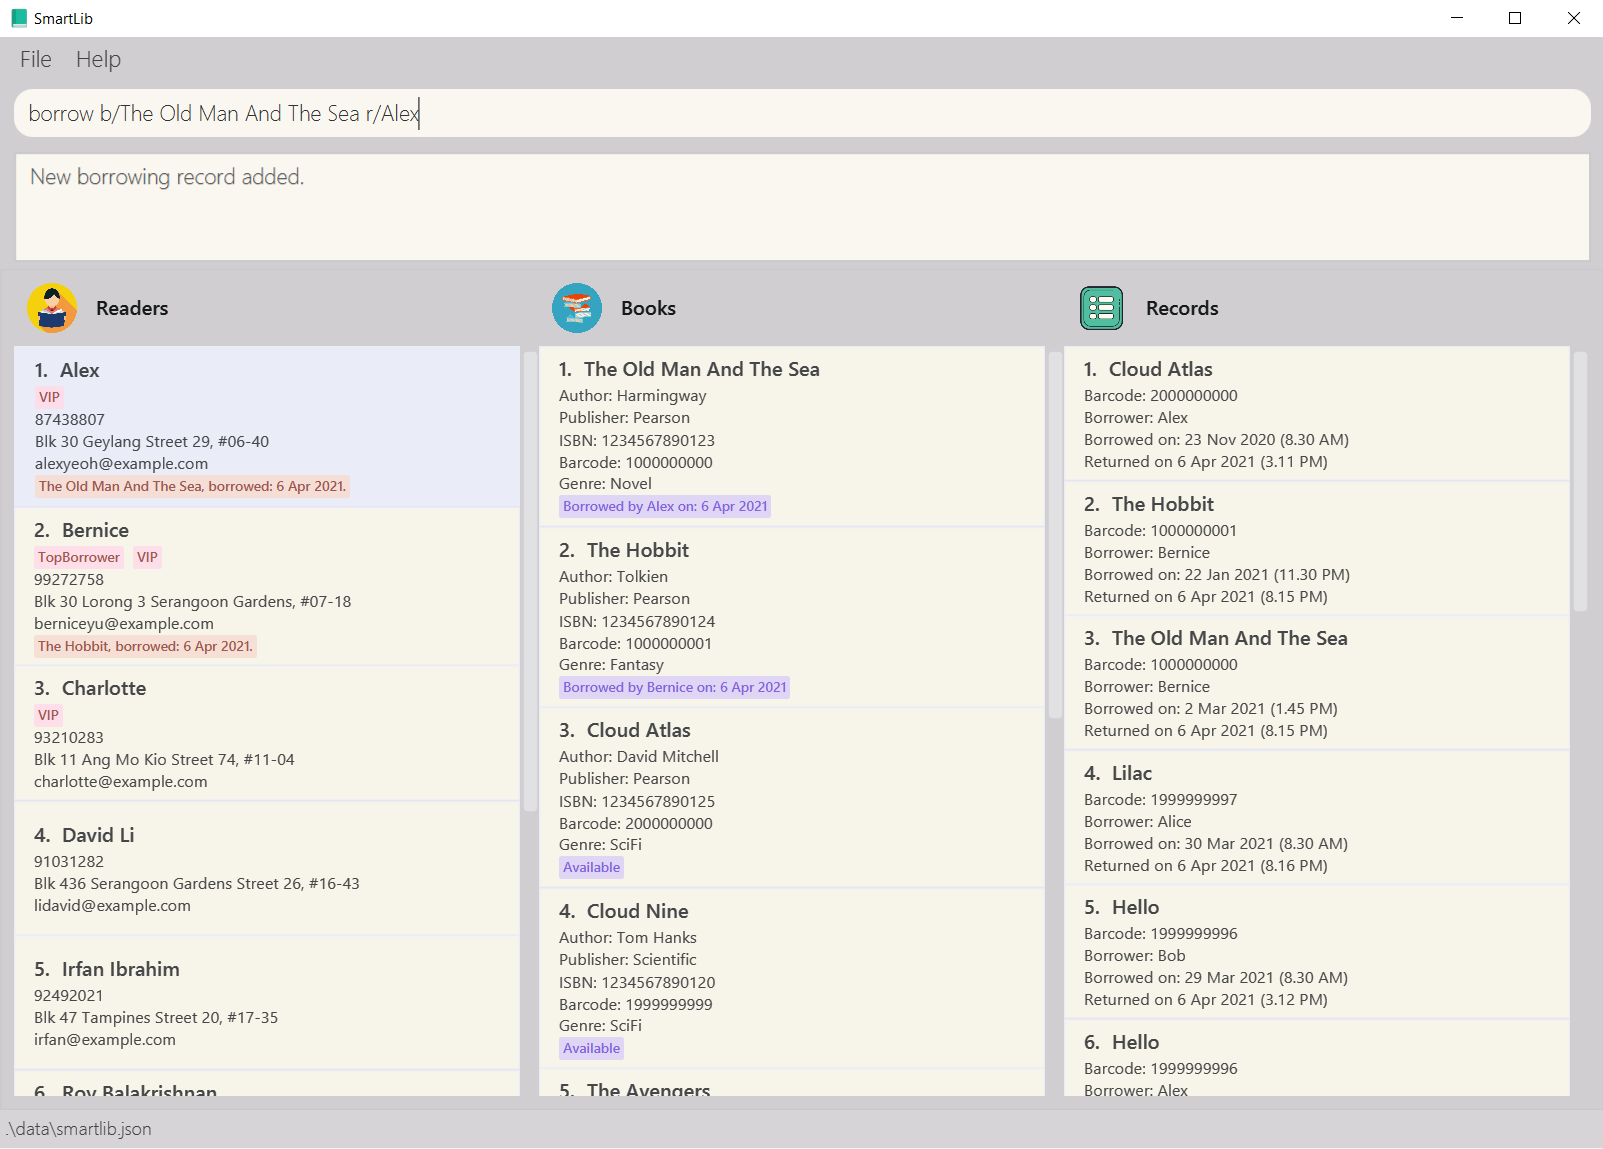 SmartLib
File Help
borrow b/The Old Man And The Sea r/Alex
New borrowing record added.
Readers
1. Alex
VIP
87438807
Blk 30 Geylang Street 29, #06-40
alexyeoh@example.com
The Old Man And The Sea, borrowed: 6 Apr 2021.
2. Bernice
TopBorrower VIP
99272758
Blk 30 Lorong 3 Serangoon Gardens, #07-18
berniceyu@example.com
The Hobbit, borrowed: 6 Apr 2021.
3. Charlotte
VIP
93210283
Blk 11 Ang Mo Kio Street 74, #11-04
charlotte@example.com
4. David Li
91031282
Blk 436 Serangoon Gardens Street 26, #16-43
lidavid@example.com
5. Irfan Ibrahim
92492021
Blk 47 Tampines Street 20, #17-35
irfan@example.com
6. Roy Balakrishnan
Books
1. The Old Man And The Sea
Author: Harmingway
Publisher: Pearson
ISBN: 1234567890123
Barcode: 1000000000
Genre: Novel
Borrowed by Alex on: 6 Apr 2021
2. The Hobbit
Author: Tolkien
Publisher: Pearson
ISBN: 1234567890124
Barcode: 1000000001
Genre: Fantasy
Borrowed by Bernice on: 6 Apr 2021
3. Cloud Atlas
Author: David Mitchell
Publisher: Pearson
ISBN: 1234567890125
Barcode: 2000000000
Genre: SciFi
Available
4. Cloud Nine
Author: Tom Hanks
Publisher: Scientific
ISBN: 1234567890120
Barcode: 1999999999
Genre: SciFi
Available
5. The Avengers
Records
1. Cloud Atlas
Barcode: 2000000000
Borrower: Alex
Borrowed on: 23 Nov 2020 (8.30 AM)
Returned on 6 Apr 2021 (3.11 PM)
2. The Hobbit
Barcode: 1000000001
Borrower: Bernice
Borrowed on: 22 Jan 2021 (11.30 PM)
Returned on 6 Apr 2021 (8.15 PM)
3. The Old Man And The Sea
Barcode: 1000000000
Borrower: Bernice
Borrowed on: 2 Mar 2021 (1.45 PM)
Returned on 6 Apr 2021 (8.15 PM)
4. Lilac
Barcode: 1999999997
Borrower: Alice
Borrowed on: 30 Mar 2021 (8.30 AM)
Returned on 6 Apr 2021 (8.16 PM)
5. Hello
Barcode: 1999999996
Borrower: Bob
Borrowed on: 29 Mar 2021 (8.30 AM)
Returned on 6 Apr 2021 (3.12 PM)
6. Hello
Barcode: 1999999996
Borrower: Alex
.\data\smartlib.json